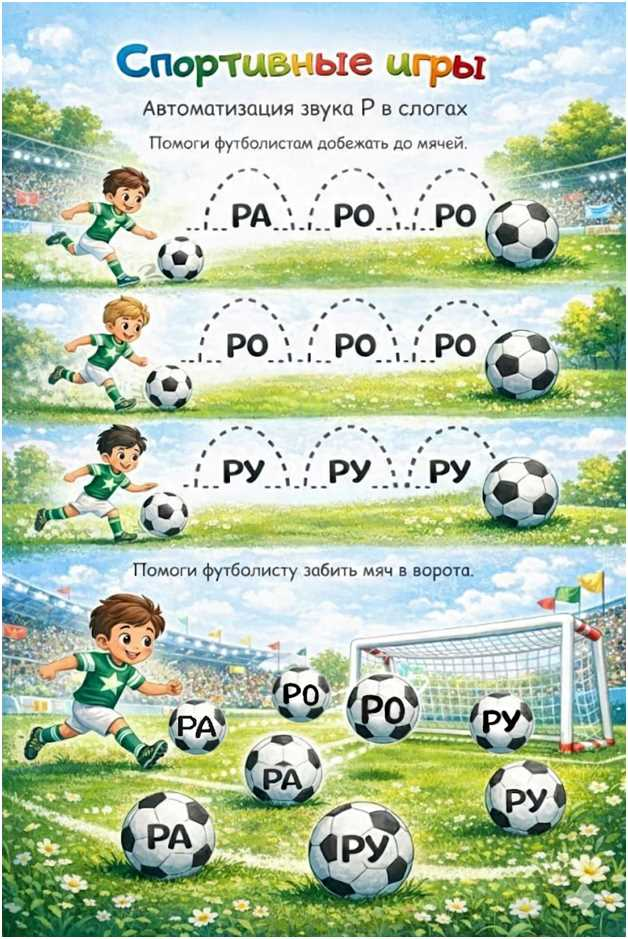 Спортивные игры
Автоматизация звука Р в слогах
Помоги футболистам добежать до мячей.
РА РО РО
РО РО РО
РУ РУ РУ
Помоги футболисту забить мяч в ворота.
РО РО
РА РУ
РА
РУ
РА РУ